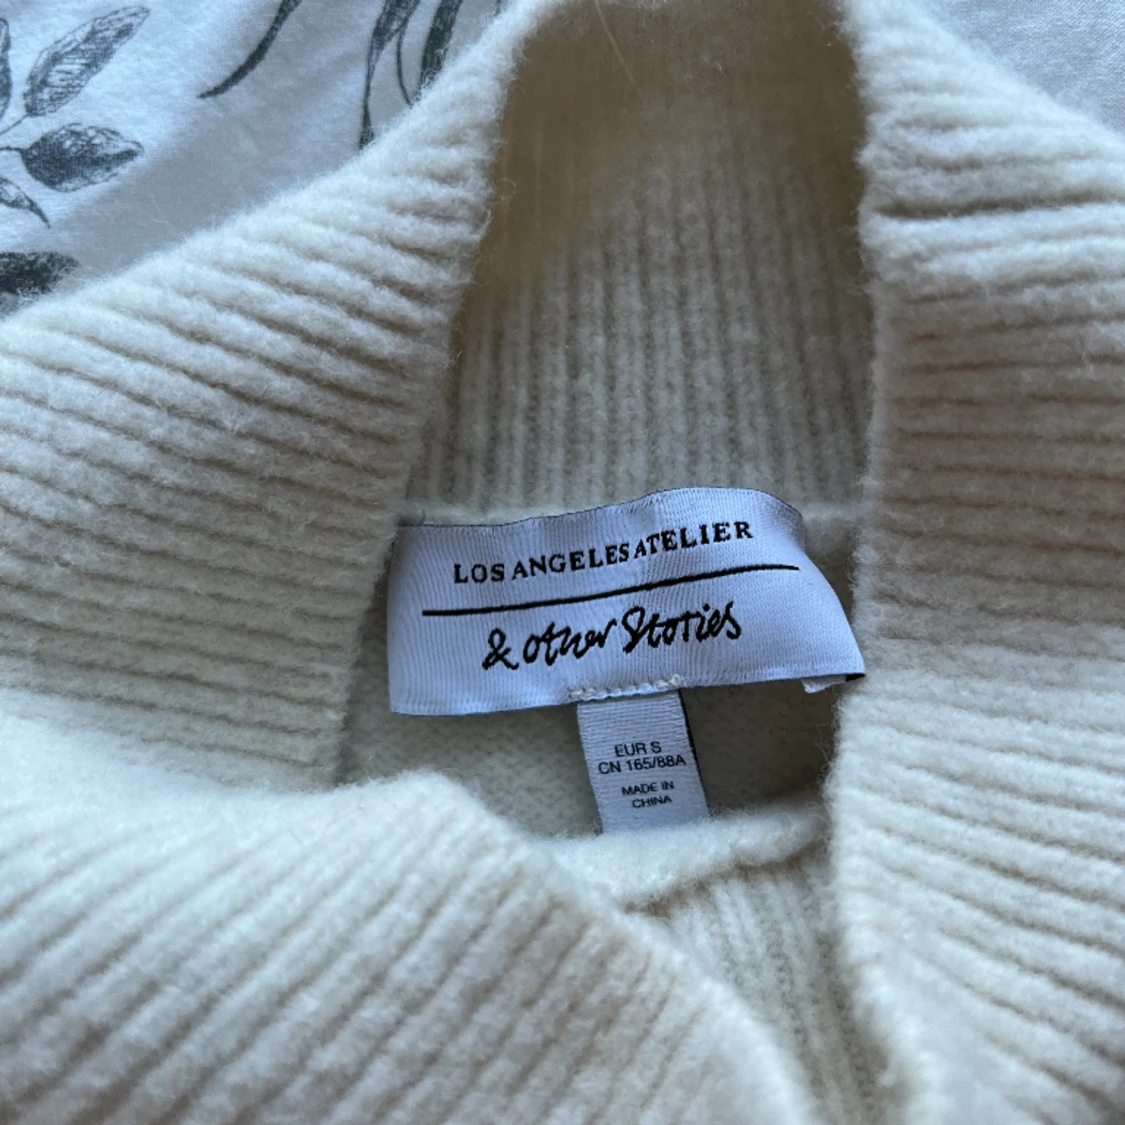 LOS ANGELES ATELIER
& other Stories
EUR S
CN 165/88A
MADE IN
CHINA